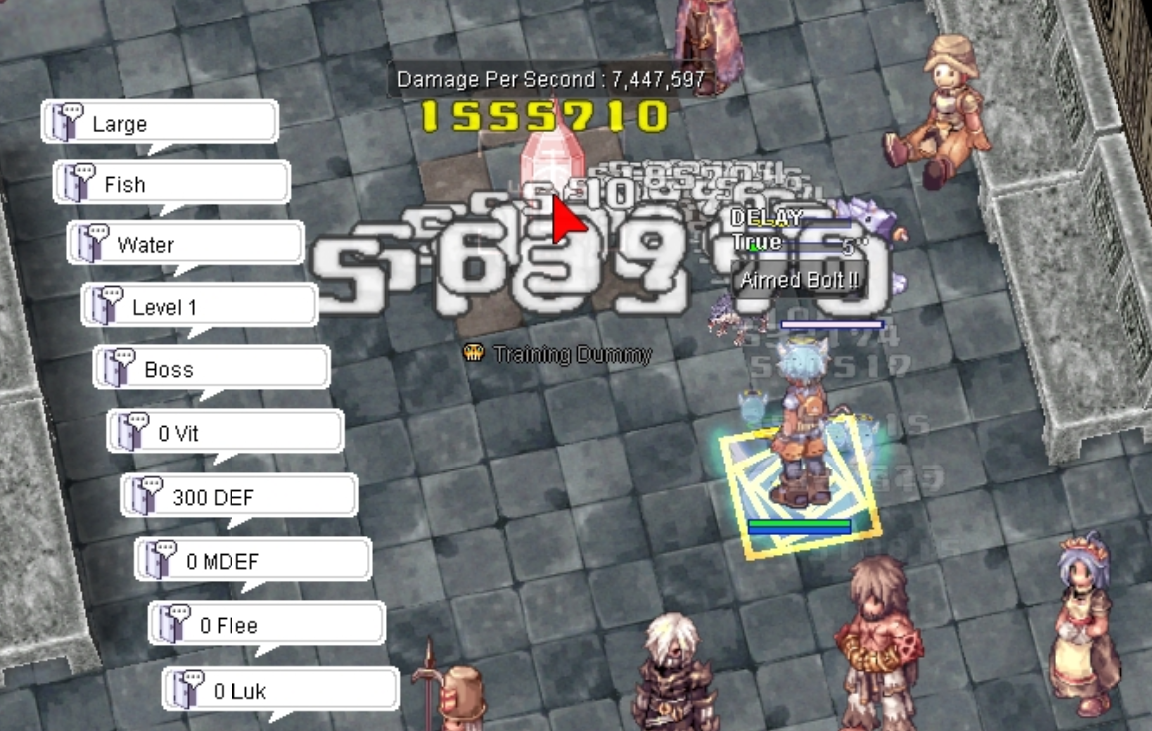 Damage Per Second : 7,447,597
1555710
Large
Fish
Water
Level 1
Boss
0 Vit
300 DEF
0 MDEF
0 Flee
0 Luk
DELAY
True
5"
Aimed Bolt !!
Training Dummy